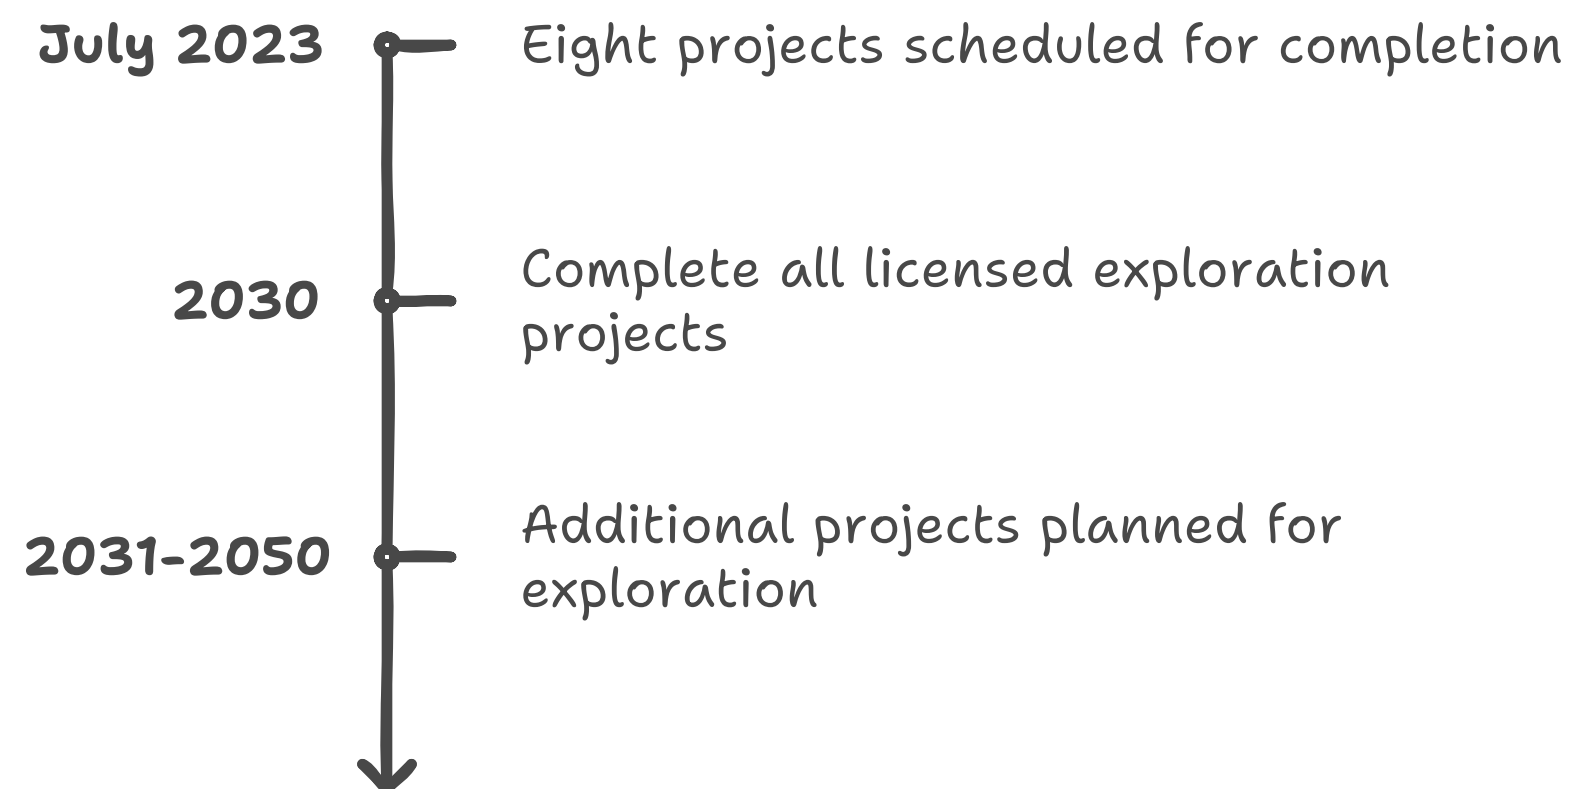 July 2023
Eight projects scheduled for completion
2030
Complete all licensed exploration
projects
2031-2050
Additional projects planned for
exploration